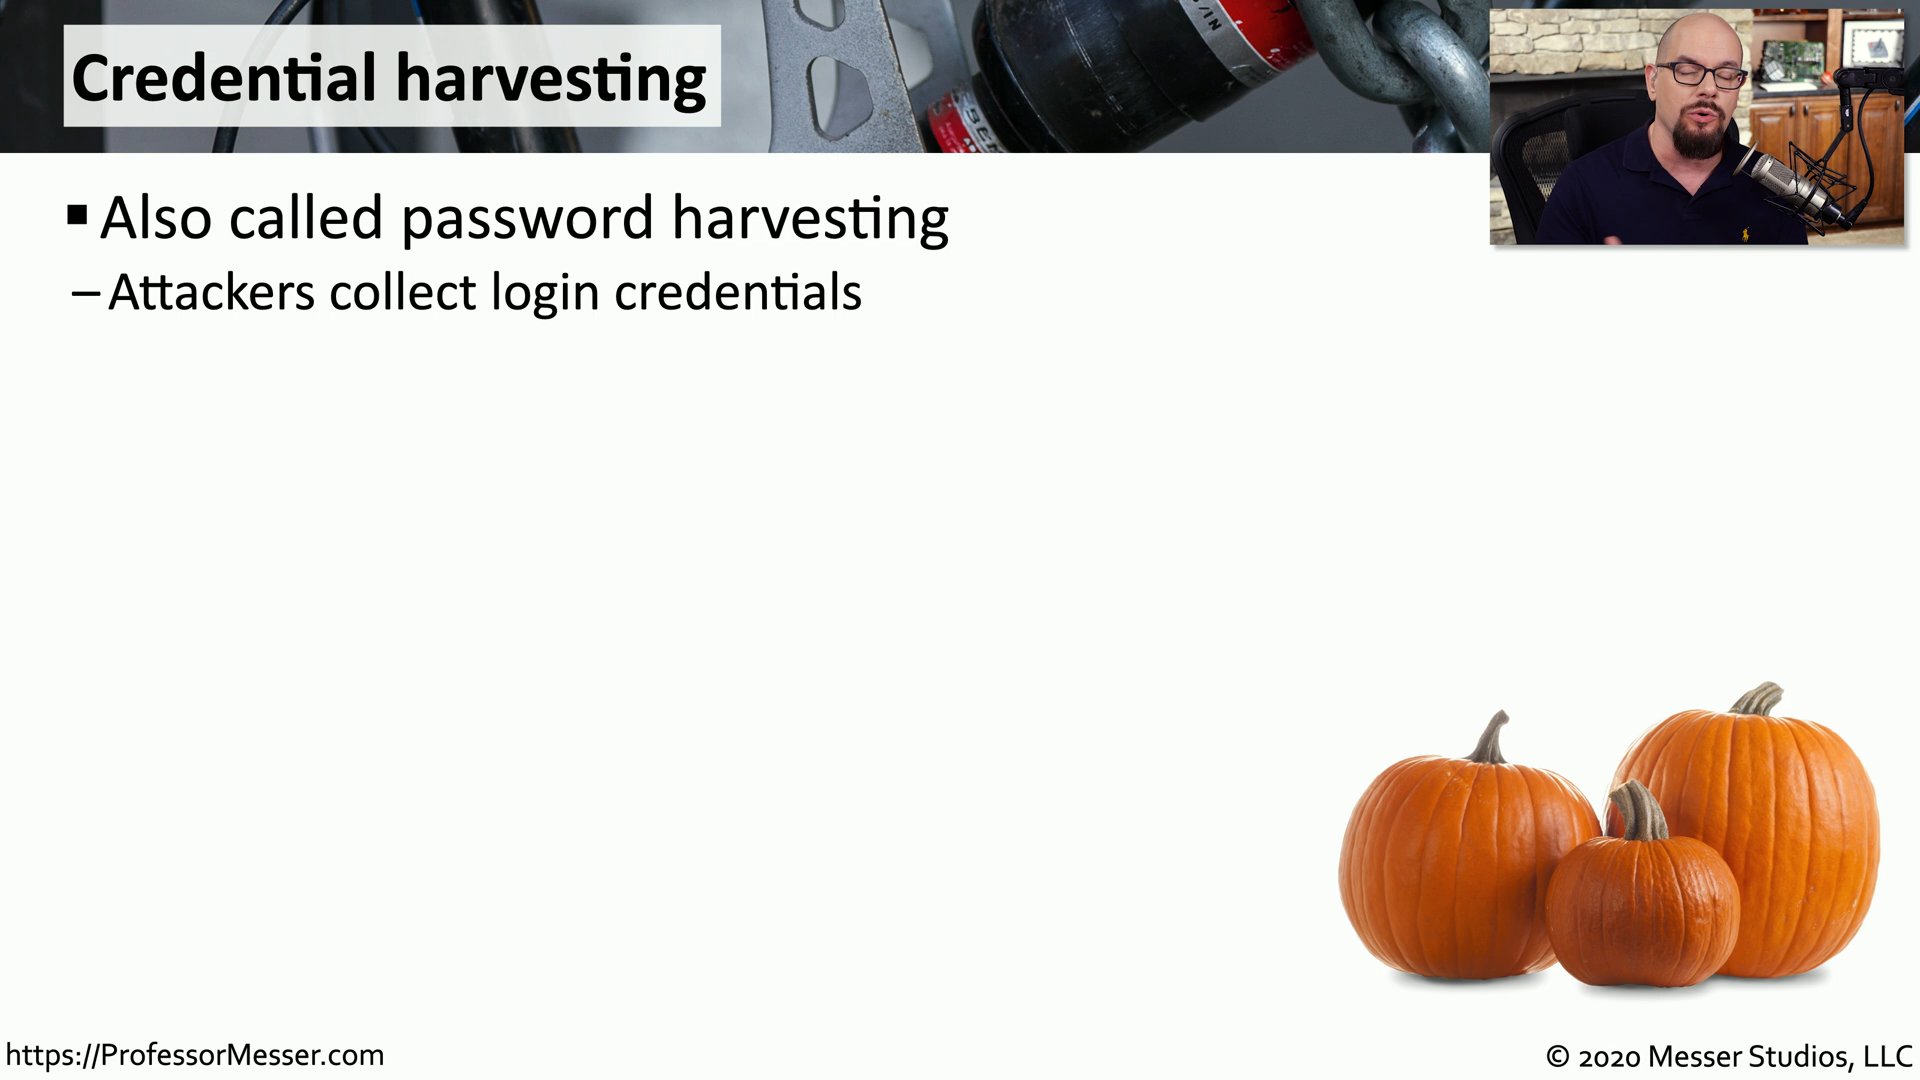 Credential harvesting
▪ Also called password harvesting
– Attackers collect login credentials
https://ProfessorMesser.com
© 2020 Messer Studios, LLC